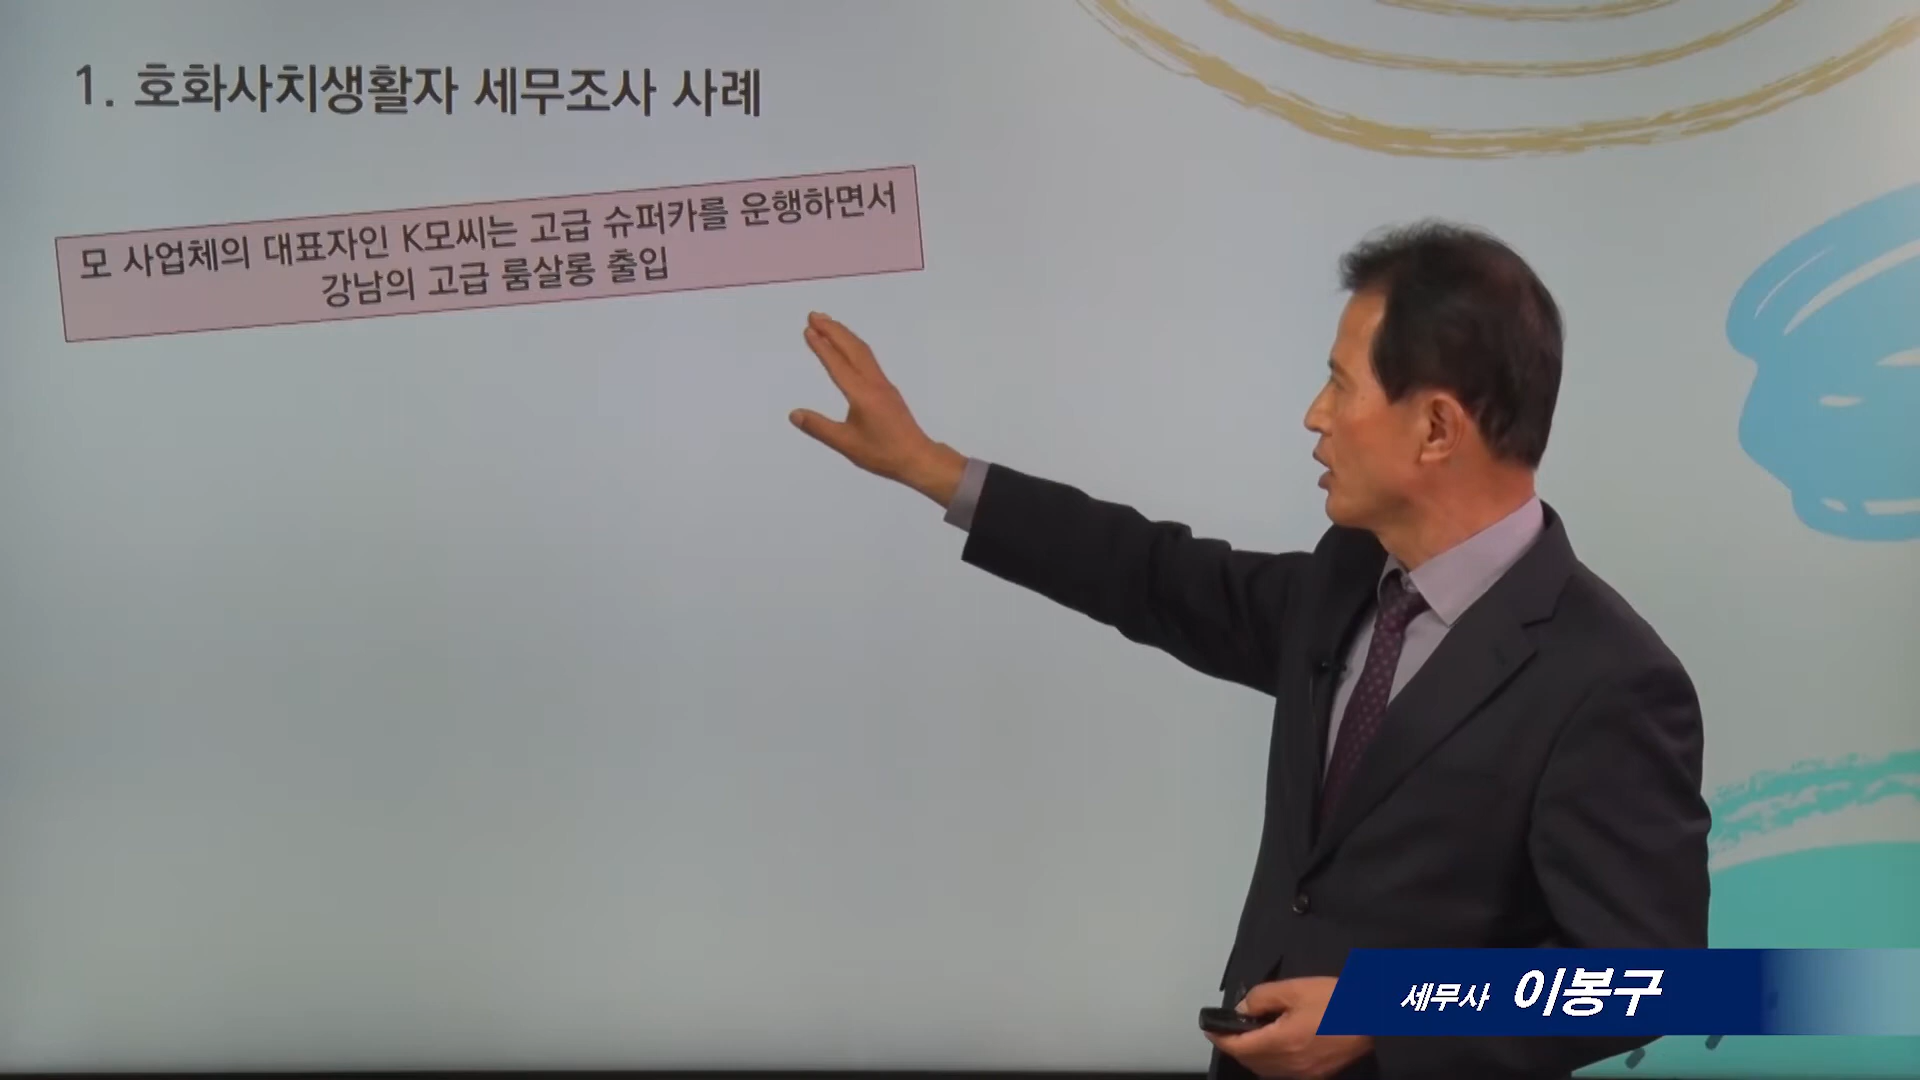 1. 호화사치생활자 세무조사 사례
모 사업체의 대표자인 K모씨는 고급 슈퍼카를 운행하면서
강남의 고급 룸살롱 출입
세무사 이봉구